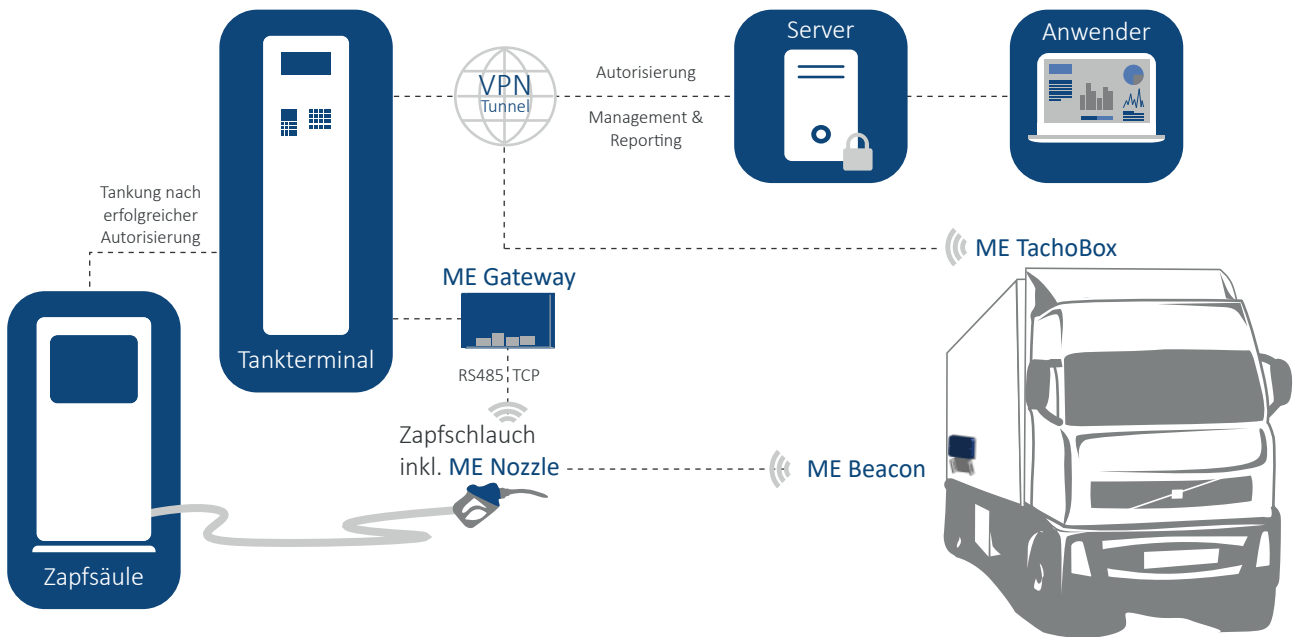 Server
Anwender
VPN
Tunnel
Autorisierung
Management &
Reporting
Tankung nach
erfolgreicher
Autorisierung
ME TachoBox
ME Gateway
Tankterminal
RS485 TCP
Zapfschlauch
inkl. ME Nozzle
ME Beacon
Zapfsäule